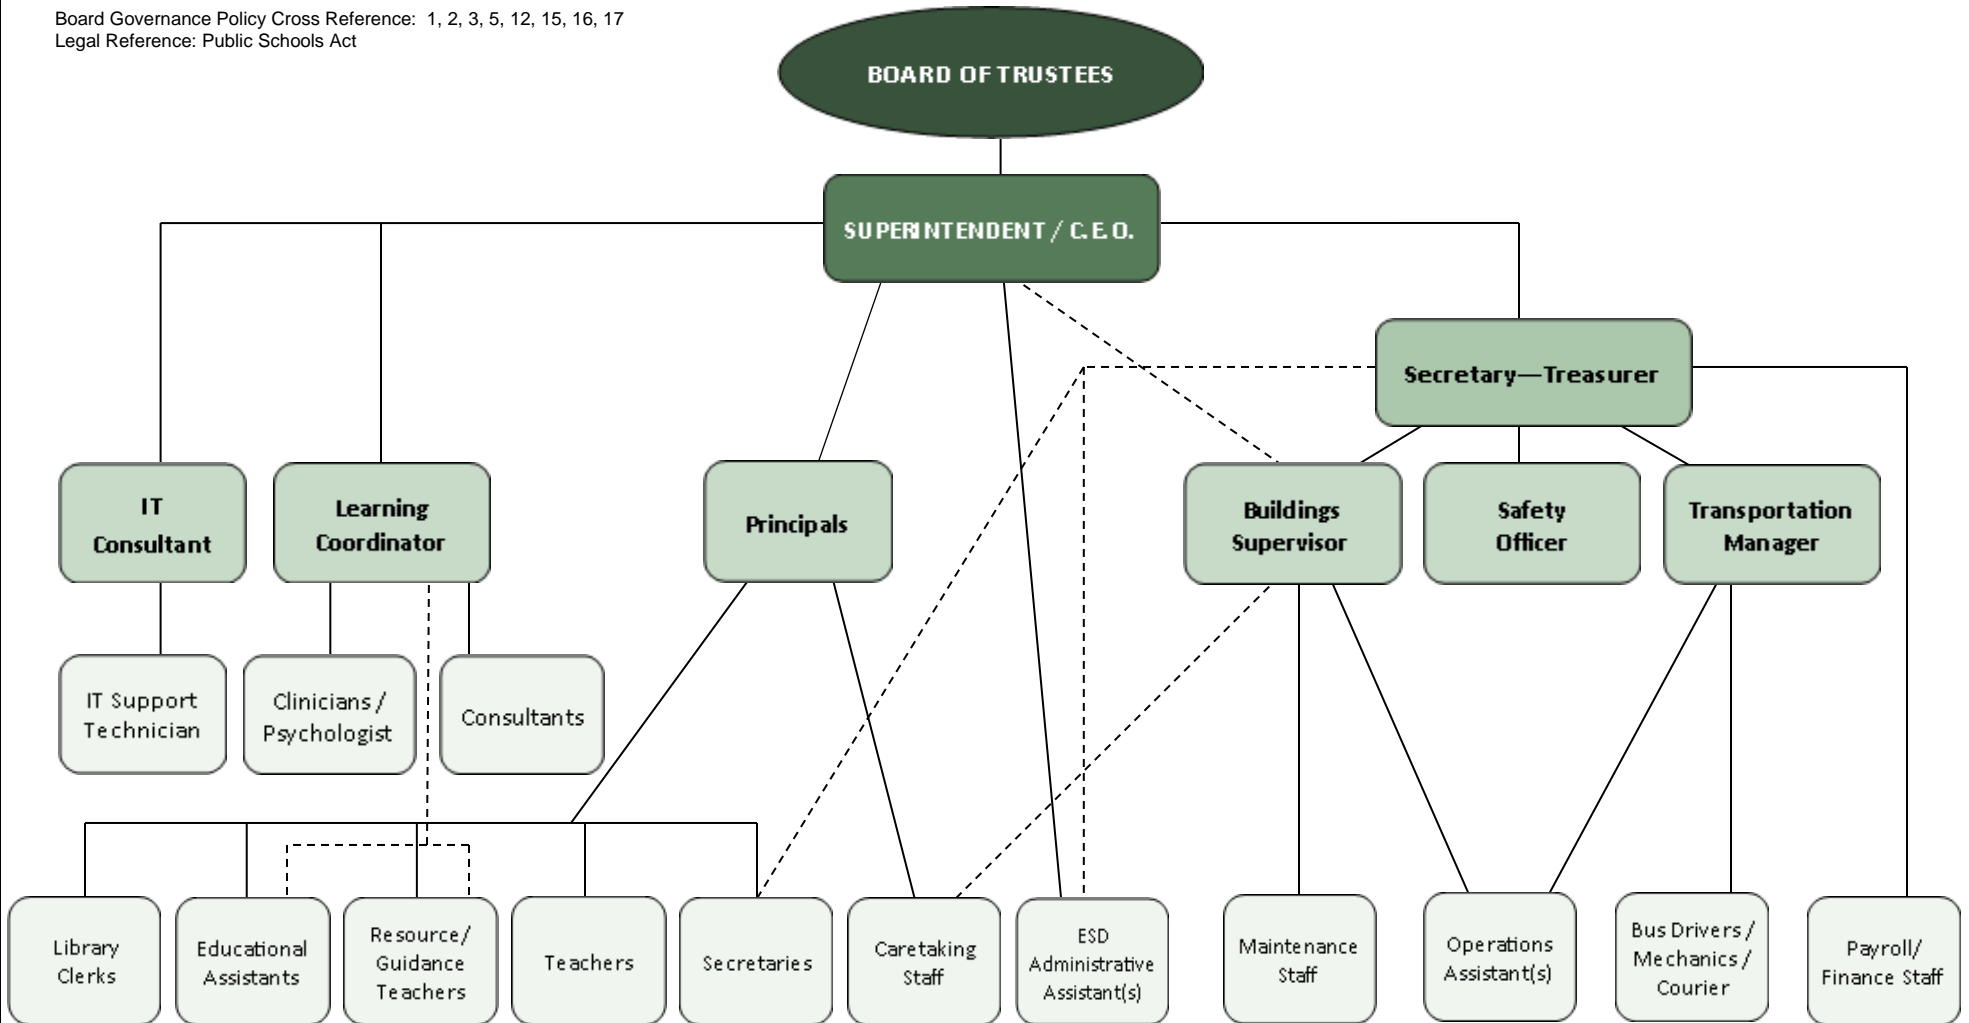 Board Governance Policy Cross Reference:  1, 2, 3, 5, 12, 15, 16, 17
Legal Reference: Public Schools Act
BOARD OF TRUSTEES
SUPERINTENDENT / C.E.O.
Secretary—Treasurer
IT
Consultant
Learning
Coordinator
Principals
Buildings
Supervisor
Safety
Officer
Transportation
Manager
IT Support
Technician
Clinicians /
Psychologist
Consultants
Library
Clerks
Educational
Assistants
Resource/
Guidance
Teachers
Teachers
Secretaries
Caretaking
Staff
ESD
Administrative
Assistant(s)
Maintenance
Staff
Operations
Assistant(s)
Bus Drivers /
Mechanics /
Courier
Payroll/
Finance Staff